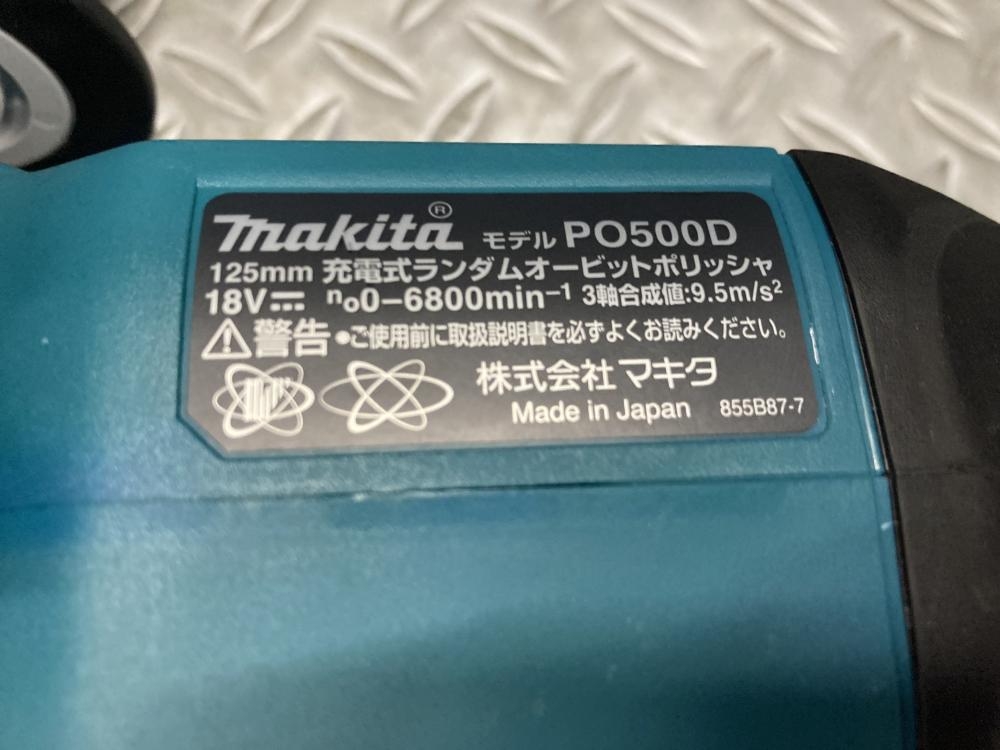 makita® モデル PO500D
125mm 充電式ランダムオービットポリッシャ
18V⎓ n₀0-6800min⁻¹ 3軸合成値:9.5m/s²
⚠警告 •ご使用前に取扱説明書を必ずよくお読みください。
株式会社マキタ
Made in Japan 855B87-7